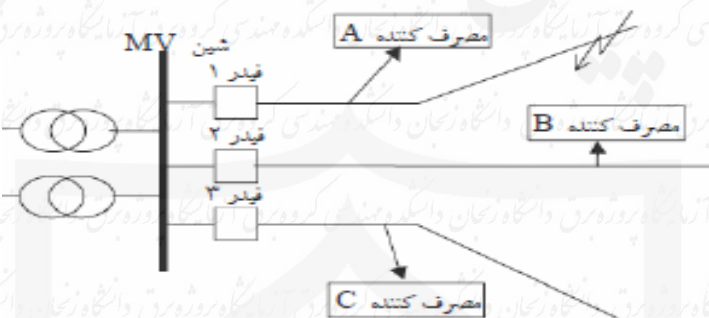 MV شین
فیدر ۱
مصرف کننده A
فیدر ۲
مصرف کننده B
فیدر ۳
مصرف کننده C